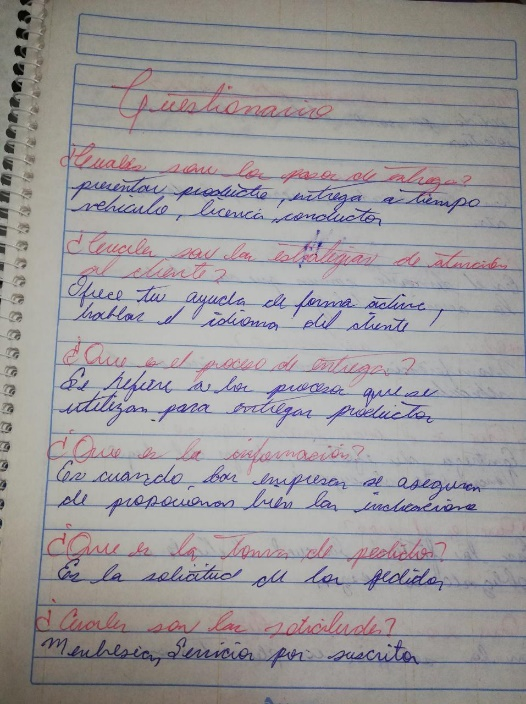 Cuestionario
¿Cuales son los pasos de entrega?
presentar producto, entrega a tiempo
vehiculo, licencia, conductor
¿Cuales son las estrategias de atencion
al cliente?
Ofrece tu ayuda de forma activa,
hablar el idioma del cliente
¿Que es el proceso de entrega?
Se refiere a los procesos que se
utilizan para entregar productos
¿Que es la información?
Es cuando las empresas se aseguran
de proporcionar bien las indicaciones
¿Que es la toma de pedidos?
Es la solicitud de los pedidos
¿Cuales son las
Servicios por